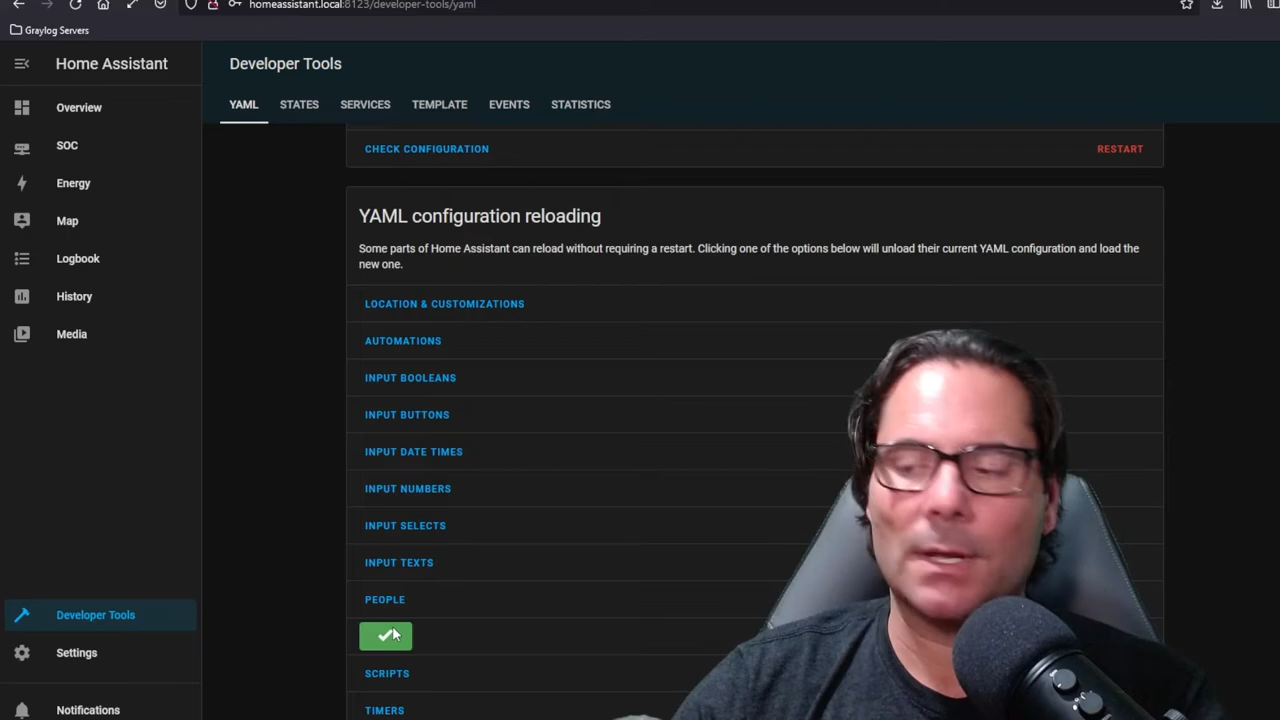 homeassistant.local:8123/developer-tools/yaml
Graylog Servers
Home Assistant
Overview
SOC
Energy
Map
Logbook
History
Media
Developer Tools
Settings
Notifications
Developer Tools
YAML STATES SERVICES TEMPLATE EVENTS STATISTICS
CHECK CONFIGURATION RESTART
YAML configuration reloading
Some parts of Home Assistant can reload without requiring a restart. Clicking one of the options below will unload their current YAML configuration and load the
new one.
LOCATION & CUSTOMIZATIONS
AUTOMATIONS
INPUT BOOLEANS
INPUT BUTTONS
INPUT DATE TIMES
INPUT NUMBERS
INPUT SELECTS
INPUT TEXTS
PEOPLE
SCRIPTS
TIMERS